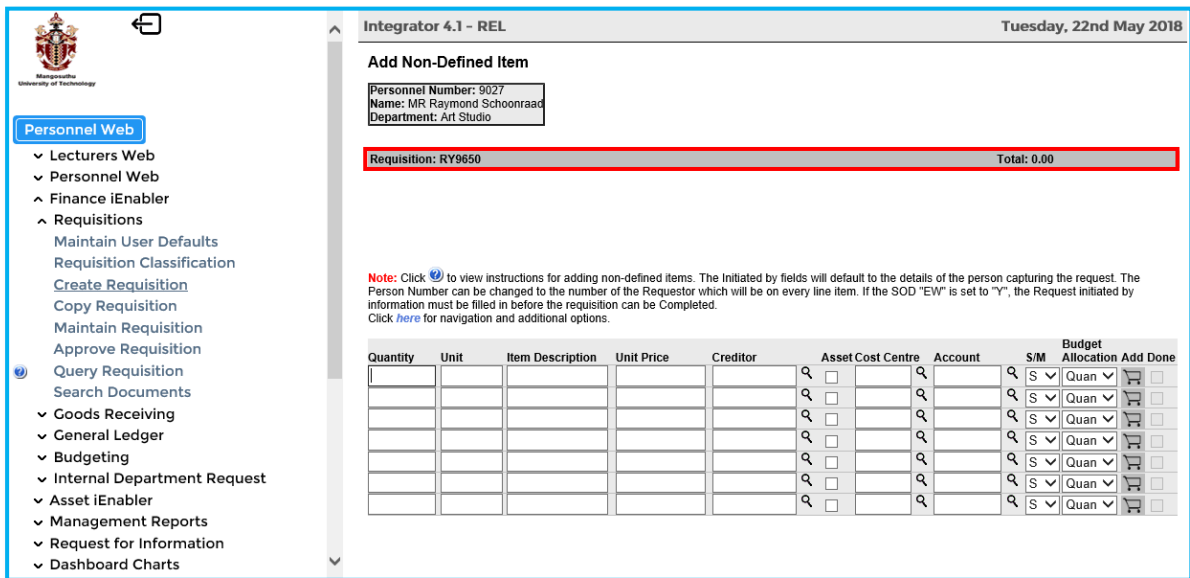 Mangosuthu
University of Technology
Personnel Web
Lecturers Web
Personnel Web
Finance iEnabler
Requisitions
Maintain User Defaults
Requisition Classification
Create Requisition
Copy Requisition
Maintain Requisition
Approve Requisition
Query Requisition
Search Documents
Goods Receiving
General Ledger
Budgeting
Internal Department Request
Asset iEnabler
Management Reports
Request for Information
Dashboard Charts
Integrator 4.1 - REL Tuesday, 22nd May 2018
Add Non-Defined Item
Personnel Number: 9027
Name: MR Raymond Schoonraad
Department: Art Studio
Requisition: RY9650 Total: 0.00
Note: Click ? to view instructions for adding non-defined items. The Initiated by fields will default to the details of the person capturing the request. The
Person Number can be changed to the number of the Requestor which will be on every line item. If the SOD "EW" is set to "Y", the Request initiated by
information must be filled in before the requisition can be Completed.
Click here for navigation and additional options.
Quantity Unit Item Description Unit Price Creditor Asset Cost Centre Account S/M Budget Allocation Add Done
S Quan
S Quan
S Quan
S Quan
S Quan
S Quan
S Quan